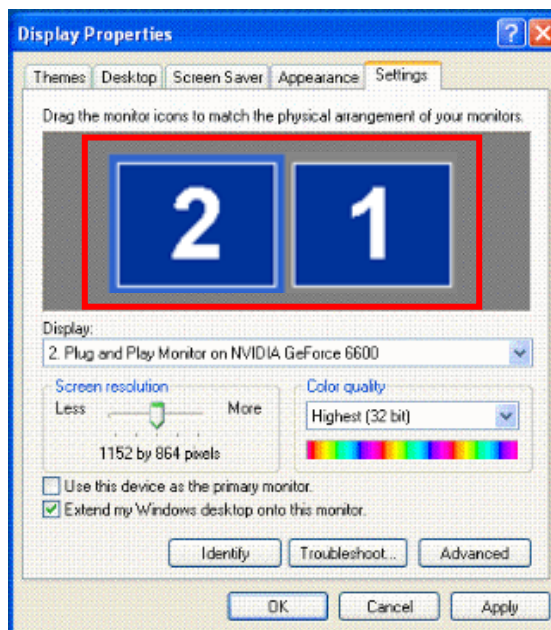 Display Properties
Themes Desktop Screen Saver Appearance Settings
Drag the monitor icons to match the physical arrangement of your monitors.
2 1
Display:
2. Plug and Play Monitor on NVIDIA GeForce 6600
Screen resolution Color quality
Less More Highest (32 bit)
1152 by 864 pixels
Use this device as the primary monitor.
Extend my Windows desktop onto this monitor.
Identify Troubleshoot... Advanced
OK Cancel Apply